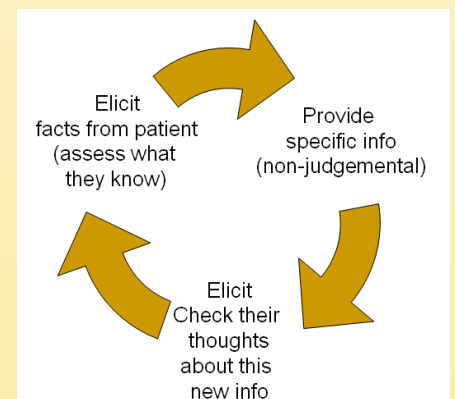 Elicit
facts from patient
(assess what
they know)
Provide
specific info
(non-judgemental)
Elicit
Check their
thoughts
about this
new info